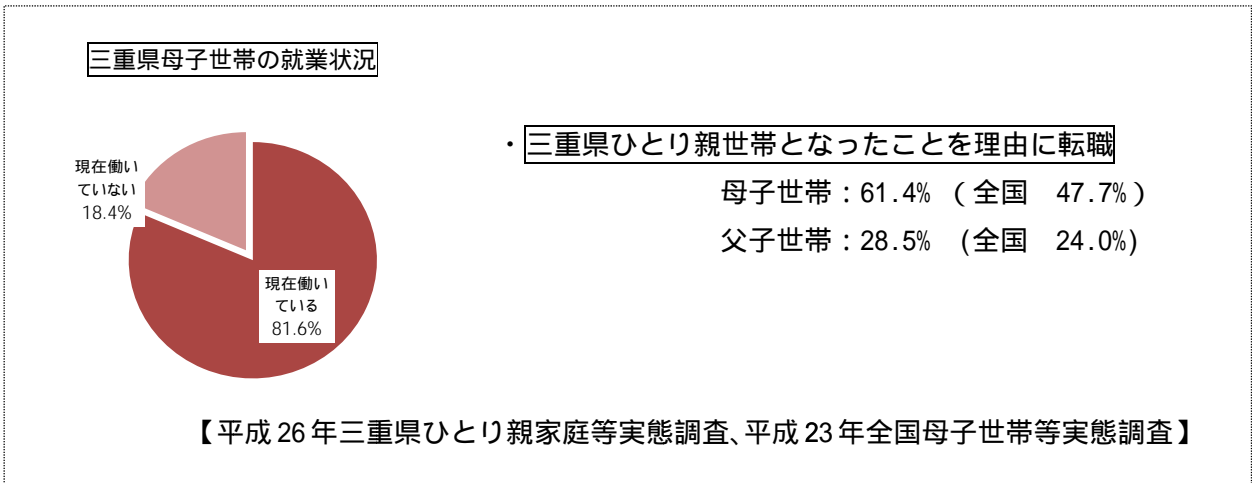 三重県母子世帯の就業状況
現在働い
ていない
18.4%
現在働い
ている
81.6%
・三重県ひとり親世帯となったことを理由に転職
母子世帯：61.4% (全国 47.7%)
父子世帯：28.5% (全国 24.0%)
【平成26年三重県ひとり親家庭等実態調査、平成23年全国母子世帯等実態調査】